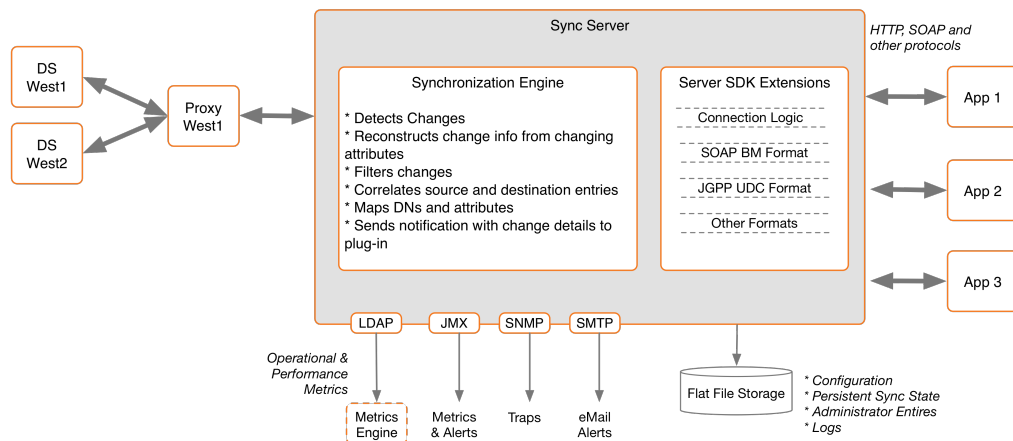 Sync Server
HTTP, SOAP and
other protocols
DS
West1
DS
West2
Proxy
West1
Synchronization Engine
* Detects Changes
* Reconstructs change info from changing
attributes
* Filters changes
* Correlates source and destination entries
* Maps DNs and attributes
* Sends notification with change details to
plug-in
Server SDK Extensions
Connection Logic
SOAP BM Format
JGPP UDC Format
Other Formats
App 1
App 2
App 3
LDAP
JMX
SNMP
SMTP
Operational &
Performance
Metrics
Metrics
Engine
Metrics
& Alerts
Traps
eMail
Alerts
Flat File Storage
* Configuration
* Persistent Sync State
* Administrator Entires
* Logs